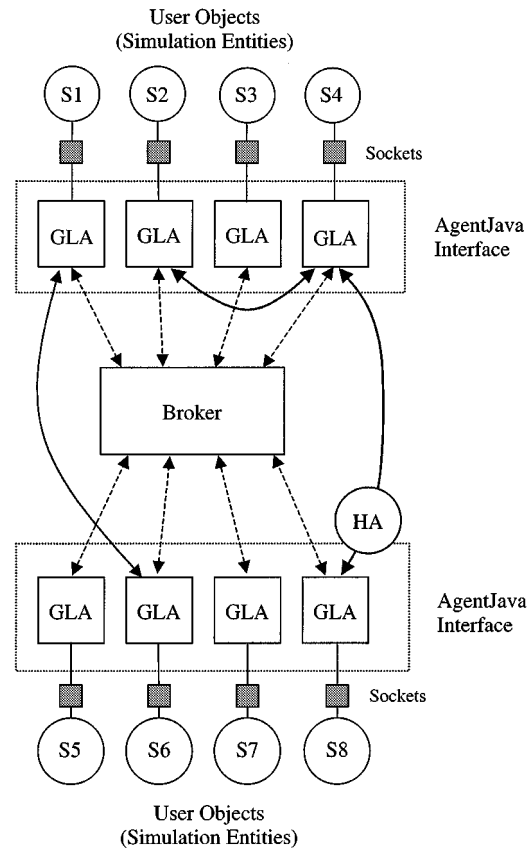 User Objects
(Simulation Entities)
S1 S2 S3 S4
Sockets
GLA GLA GLA GLA
AgentJava
Interface
Broker
HA
GLA GLA GLA GLA
AgentJava
Interface
Sockets
S5 S6 S7 S8
User Objects
(Simulation Entities)